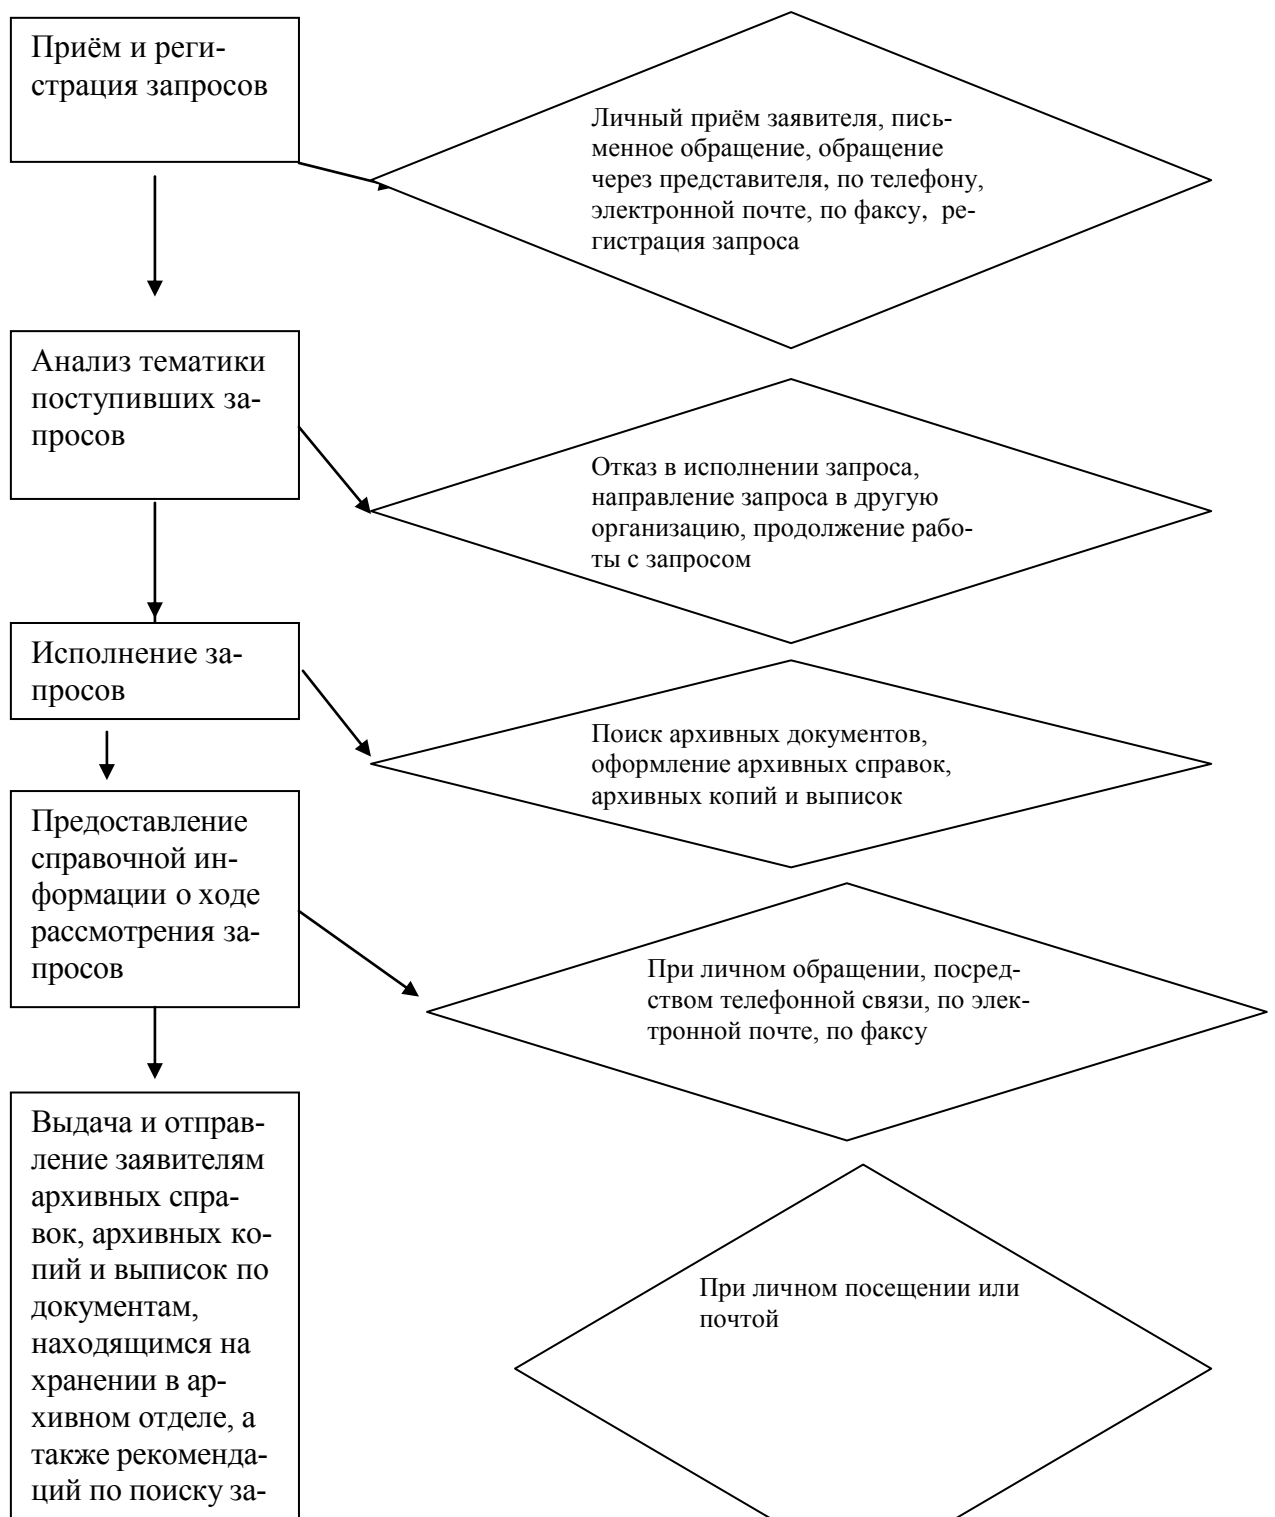 Приём и реги-
страция запросов
Личный приём заявителя, пись-
менное обращение, обращение
через представителя, по телефону,
электронной почте, по факсу, ре-
гистрация запроса
Анализ тематики
поступивших за-
просов
Отказ в исполнении запроса,
направление запроса в другую
организацию, продолжение рабо-
ты с запросом
Исполнение за-
просов
Поиск архивных документов,
оформление архивных справок,
архивных копий и выписок
Предоставление
справочной ин-
формации о ходе
рассмотрения за-
просов
При личном обращении, посред-
ством телефонной связи, по элек-
тронной почте, по факсу
Выдача и отправ-
ление заявителям
архивных спра-
вок, архивных ко-
пий и выписок по
документам,
находящимся на
хранении в ар-
хивном отделе, а
также рекоменда-
ций по поиску за-
При личном посещении или
почтой